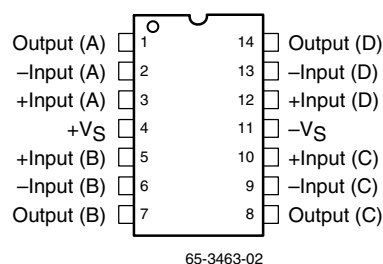 Output (A) 1 14 Output (D)
–Input (A) 2 13 –Input (D)
+Input (A) 3 12 +Input (D)
+VS 4 11 –VS
+Input (B) 5 10 +Input (C)
–Input (B) 6 9 –Input (C)
Output (B) 7 8 Output (C)
65-3463-02